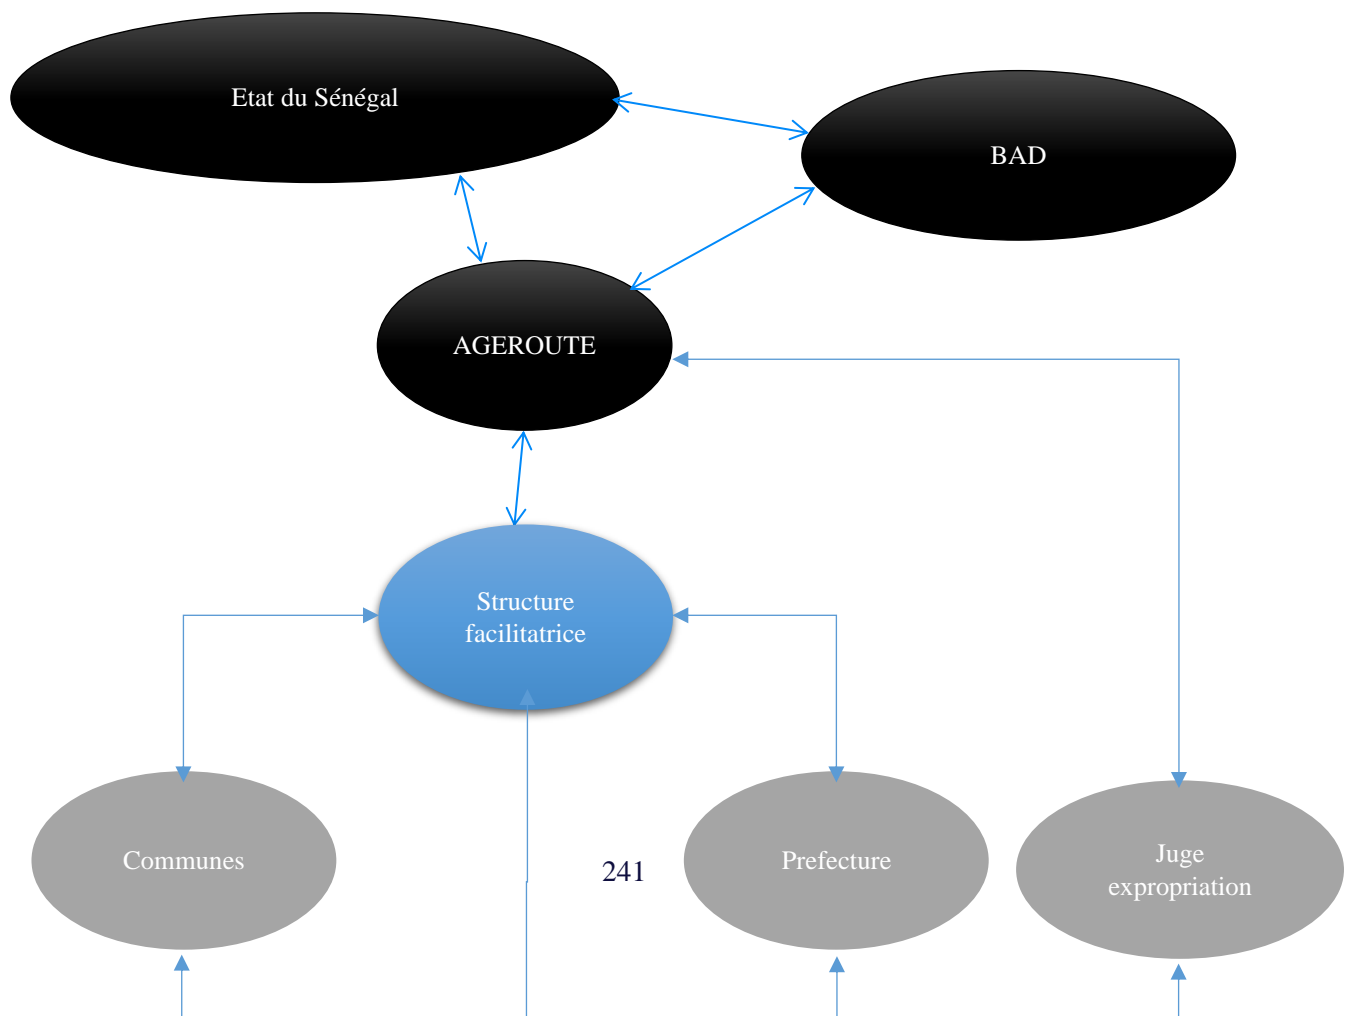 Etat du Sénégal
BAD
AGEROUTE
Structure
facilitatrice
Communes
241
Prefecture
Juge
expropriation